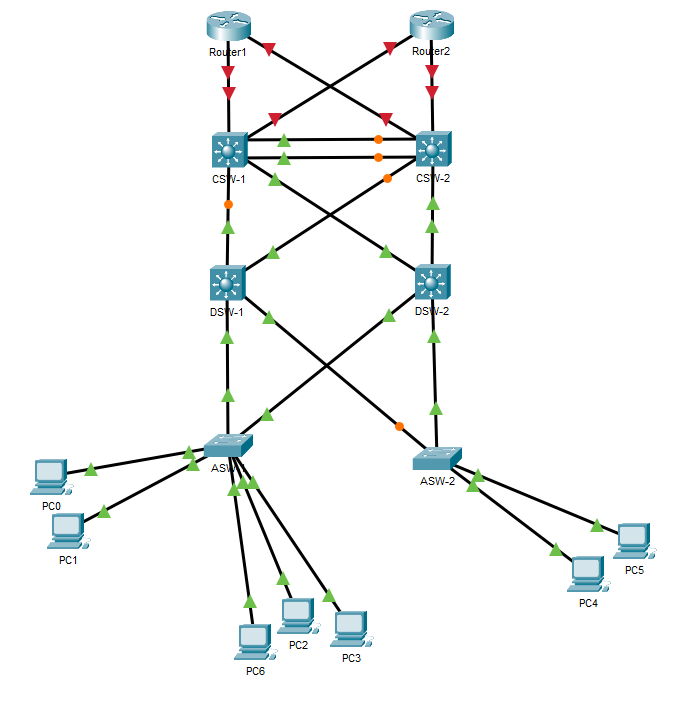 Router1
Router2
CSW-1
CSW-2
DSW-1
DSW-2
ASW-1
ASW-2
PC0
PC1
PC5
PC4
PC2
PC3
PC6